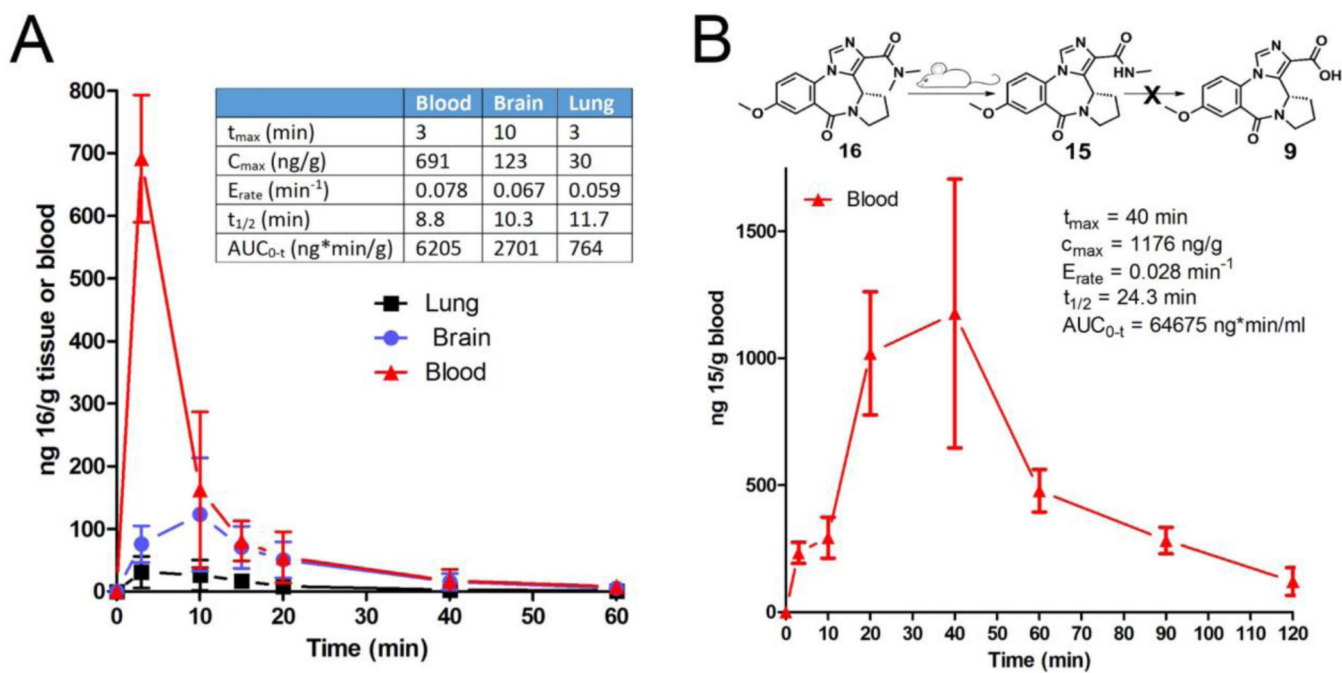 A
ng 16/g tissue or blood
800
700
600
500
400
300
200
100
0
0 10 20 30 40 50 60
Time (min)
Blood Brain Lung
tmax (min) 3 10 3
Cmax (ng/g) 691 123 30
Erate (min-1) 0.078 0.067 0.059
t1/2 (min) 8.8 10.3 11.7
AUC0-t (ng*min/g) 6205 2701 764
Lung
Brain
Blood
B
N O N O N O
N N N HN N OH
O N O N O N
O O O
16 15 9
X
ng 15/g blood
1500
1000
500
0
0 10 20 30 40 50 60 70 80 90 100 110 120
Time (min)
Blood
tmax = 40 min
cmax = 1176 ng/g
Erate = 0.028 min-1
t1/2 = 24.3 min
AUC0-t = 64675 ng*min/ml